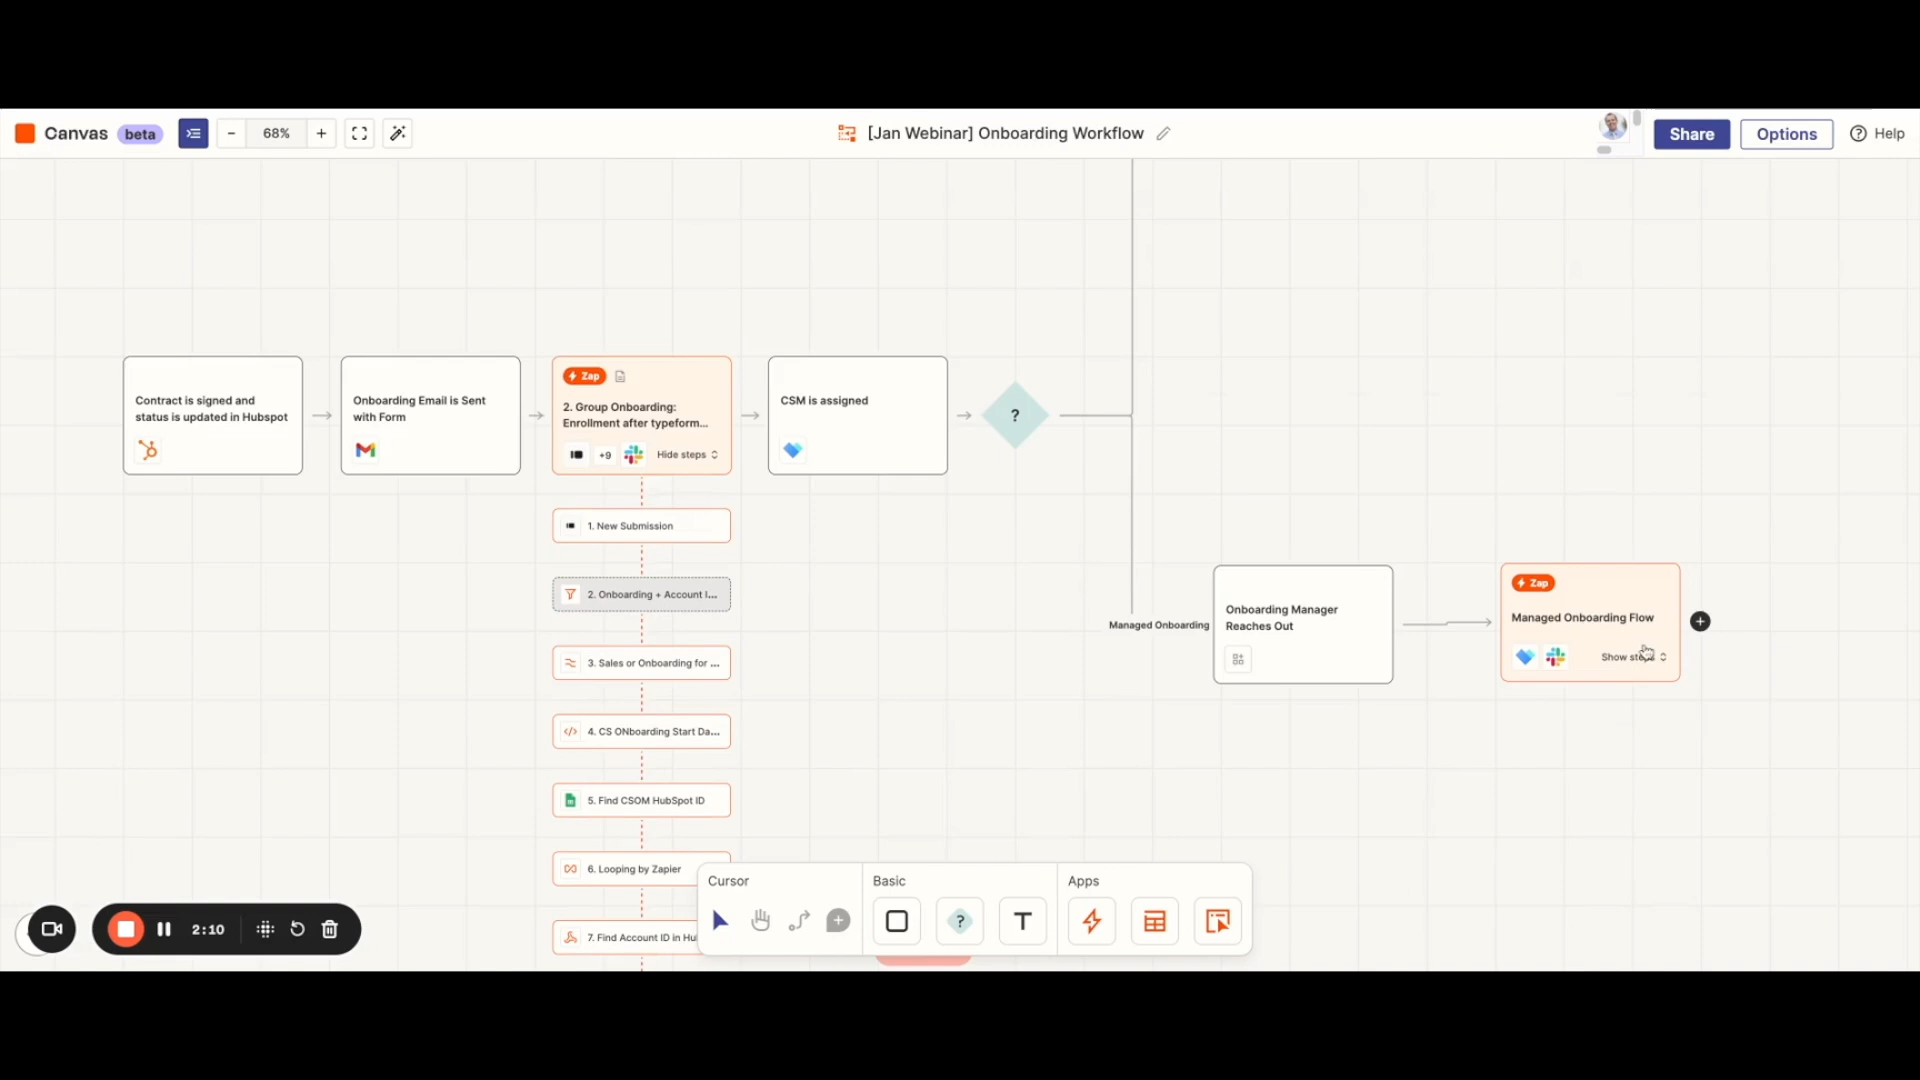 Canvas beta
68%
[Jan Webinar] Onboarding Workflow
Share
Options
Help
Contract is signed and
status is updated in Hubspot
Onboarding Email is Sent
with Form
Zap
2. Group Onboarding:
Enrollment after typeform...
+9
Hide steps
CSM is assigned
?
1. New Submission
2. Onboarding + Account I...
3. Sales or Onboarding for ...
4. CS ONboarding Start Da...
5. Find CSOM HubSpot ID
6. Looping by Zapier
7. Find Account ID in Hu
Managed Onboarding
Onboarding Manager
Reaches Out
Zap
Managed Onboarding Flow
Show steps
Cursor
Basic
Apps
?
T
2:10